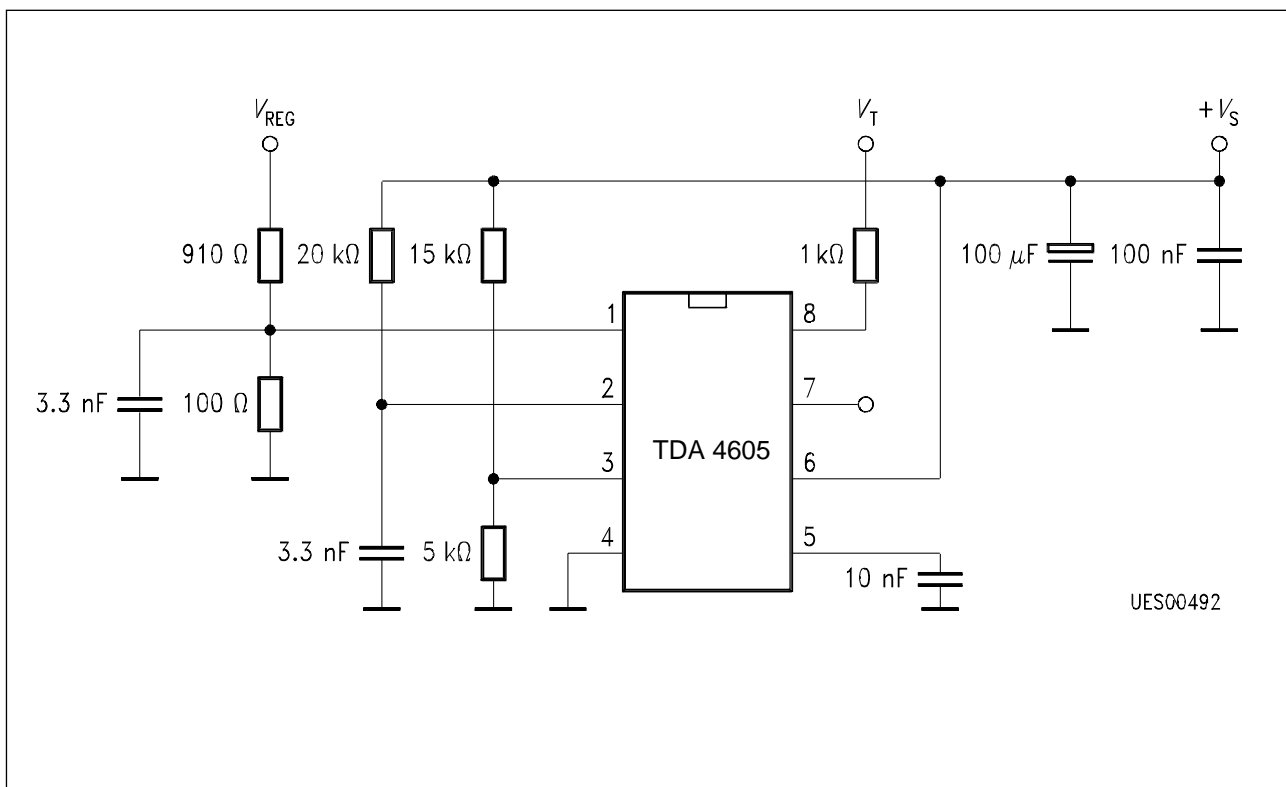 V_REG
V_T
+V_S
910 Ω
20 kΩ
15 kΩ
1 kΩ
100 µF
100 nF
1
8
3.3 nF
100 Ω
2
7
TDA 4605
3
6
3.3 nF
5 kΩ
4
5
10 nF
UES00492